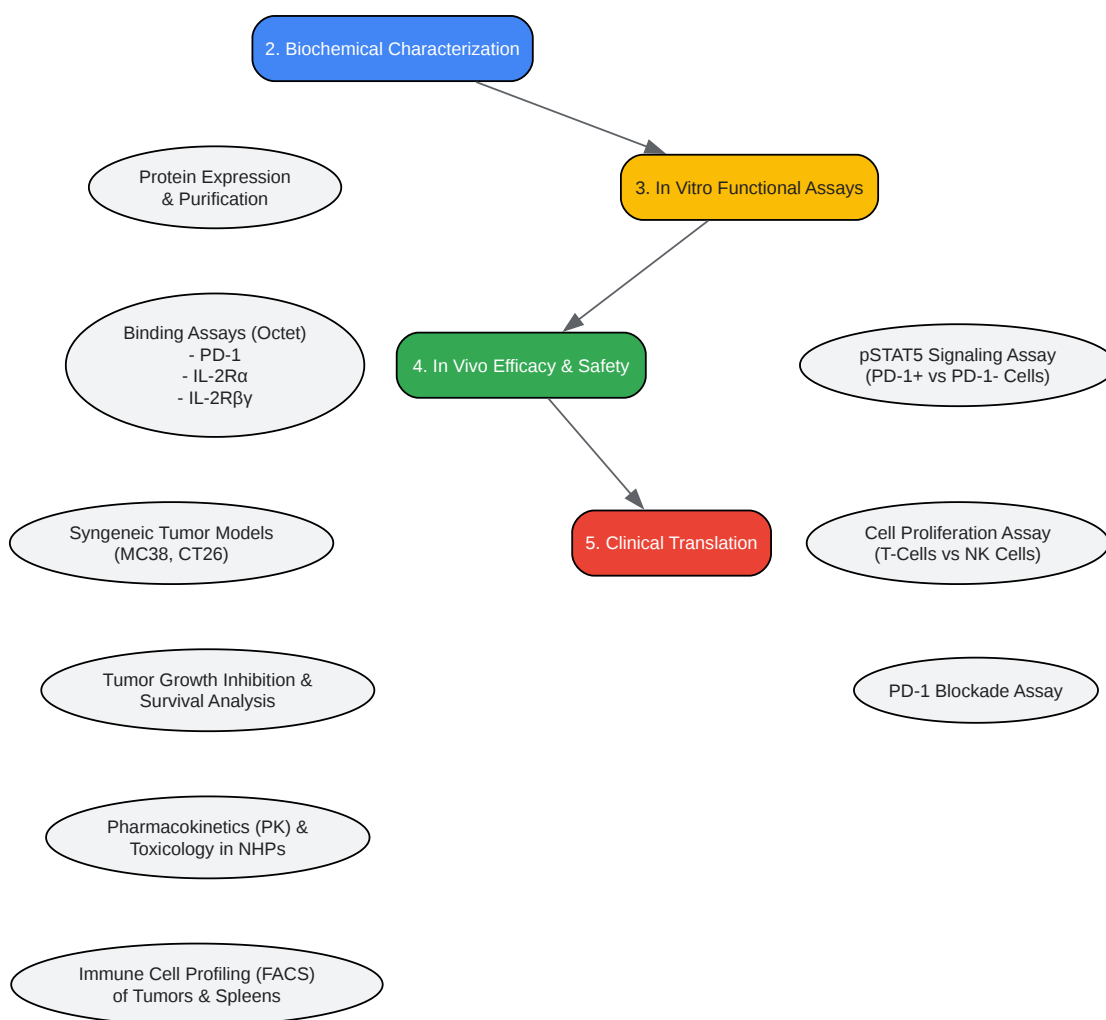 2. Biochemical Characterization
Protein Expression
& Purification
3. In Vitro Functional Assays
Binding Assays (Octet)
- PD-1
- IL-2Rα
- IL-2Rβγ
4. In Vivo Efficacy & Safety
pSTAT5 Signaling Assay
(PD-1+ vs PD-1- Cells)
Syngeneic Tumor Models
(MC38, CT26)
5. Clinical Translation
Cell Proliferation Assay
(T-Cells vs NK Cells)
Tumor Growth Inhibition &
Survival Analysis
PD-1 Blockade Assay
Pharmacokinetics (PK) &
Toxicology in NHPs
Immune Cell Profiling (FACS)
of Tumors & Spleens